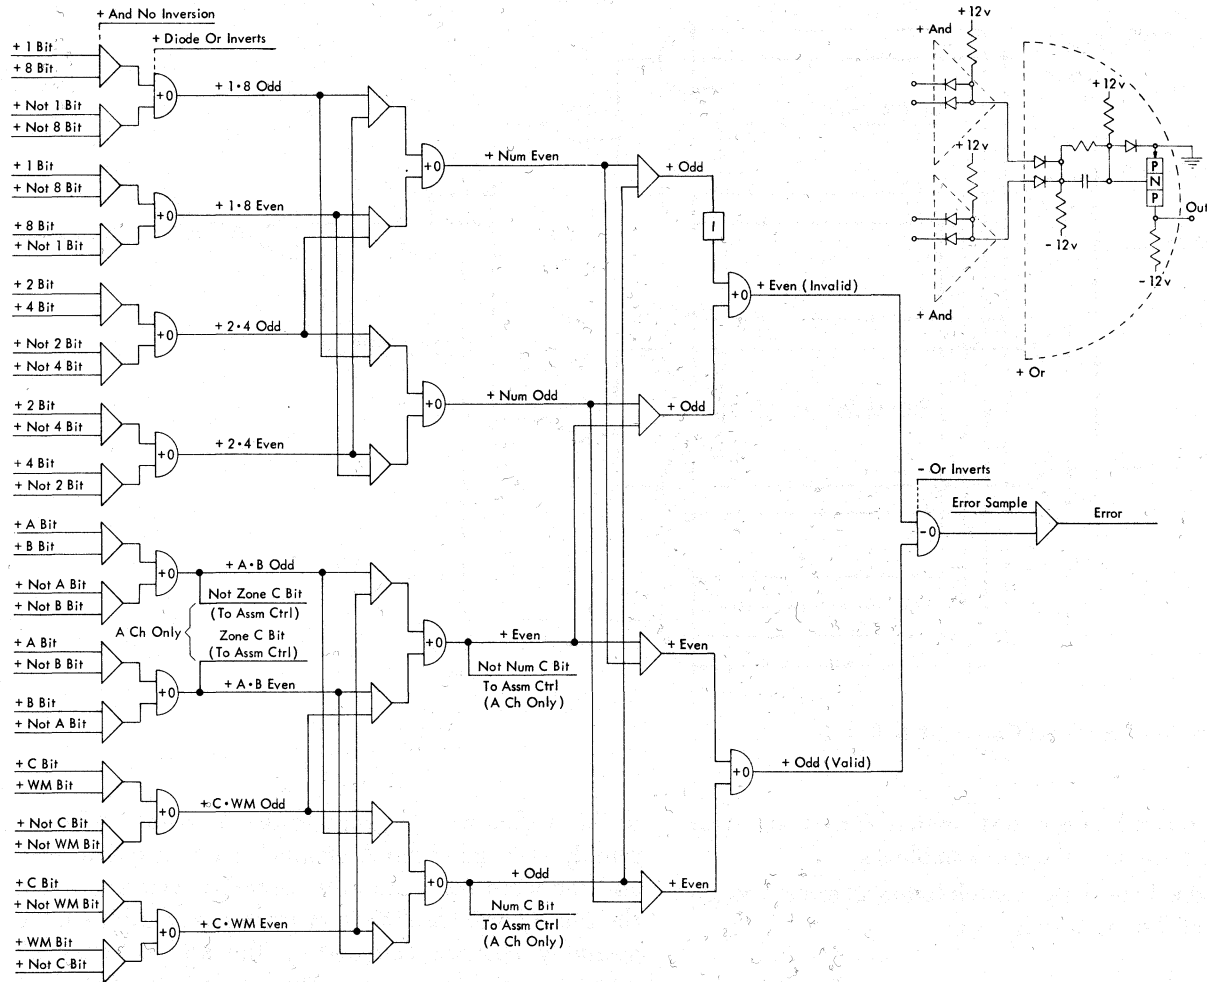 + And No Inversion
+ Diode Or Inverts
+ 1 Bit
+ 8 Bit
+ Not 1 Bit
+ Not 8 Bit
+0
+ 1•8 Odd
+ 1 Bit
+ Not 8 Bit
+ 8 Bit
+ Not 1 Bit
+0
+ 1•8 Even
+ 2 Bit
+ 4 Bit
+ Not 2 Bit
+ Not 4 Bit
+0
+ 2•4 Odd
+ 2 Bit
+ Not 4 Bit
+ 4 Bit
+ Not 2 Bit
+0
+ 2•4 Even
+ A Bit
+ B Bit
+ Not A Bit
+ Not B Bit
+0
+ A•B Odd
Not Zone C Bit
(To Assm Ctrl)
A Ch Only
Zone C Bit
(To Assm Ctrl)
+ A Bit
+ Not B Bit
+ B Bit
+ Not A Bit
+0
+ A•B Even
+ C Bit
+ WM Bit
+ Not C Bit
+ Not WM Bit
+0
+ C•WM Odd
+ C Bit
+ Not WM Bit
+ WM Bit
+ Not C Bit
+0
+ C•WM Even
+0
+ Num Even
+0
+ Num Odd
+0
+ Even
Not Num C Bit
To Assm Ctrl
(A Ch Only)
+0
+ Odd
Num C Bit
To Assm Ctrl
(A Ch Only)
+ Odd
I
+ Odd
+0
+ Even (Invalid)
+ Even
+ Even
+0
+ Odd (Valid)
- Or Inverts
-0
Error Sample
Error
+12v
+ And
+12v
+12v
P
N
P
Out
-12v
-12v
+ And
+ Or